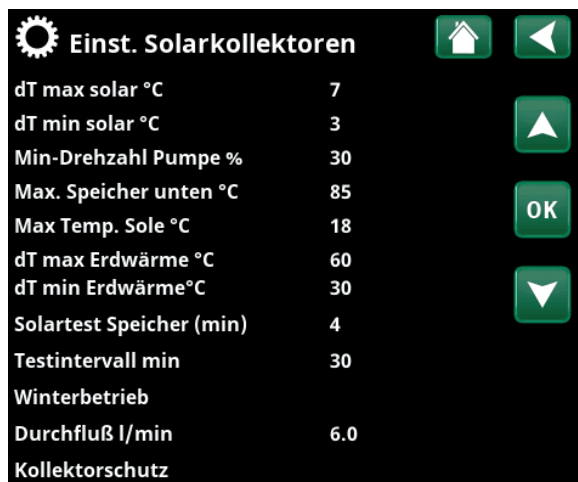 Einst. Solarkollektoren
dT max solar °C 7
dT min solar °C 3
Min-Drehzahl Pumpe % 30
Max. Speicher unten °C 85
OK
Max Temp. Sole °C 18
dT max Erdwärme °C 60
dT min Erdwärme°C 30
Solartest Speicher (min) 4
Testintervall min 30
Winterbetrieb
Durchfluß l/min 6.0
Kollektorschutz